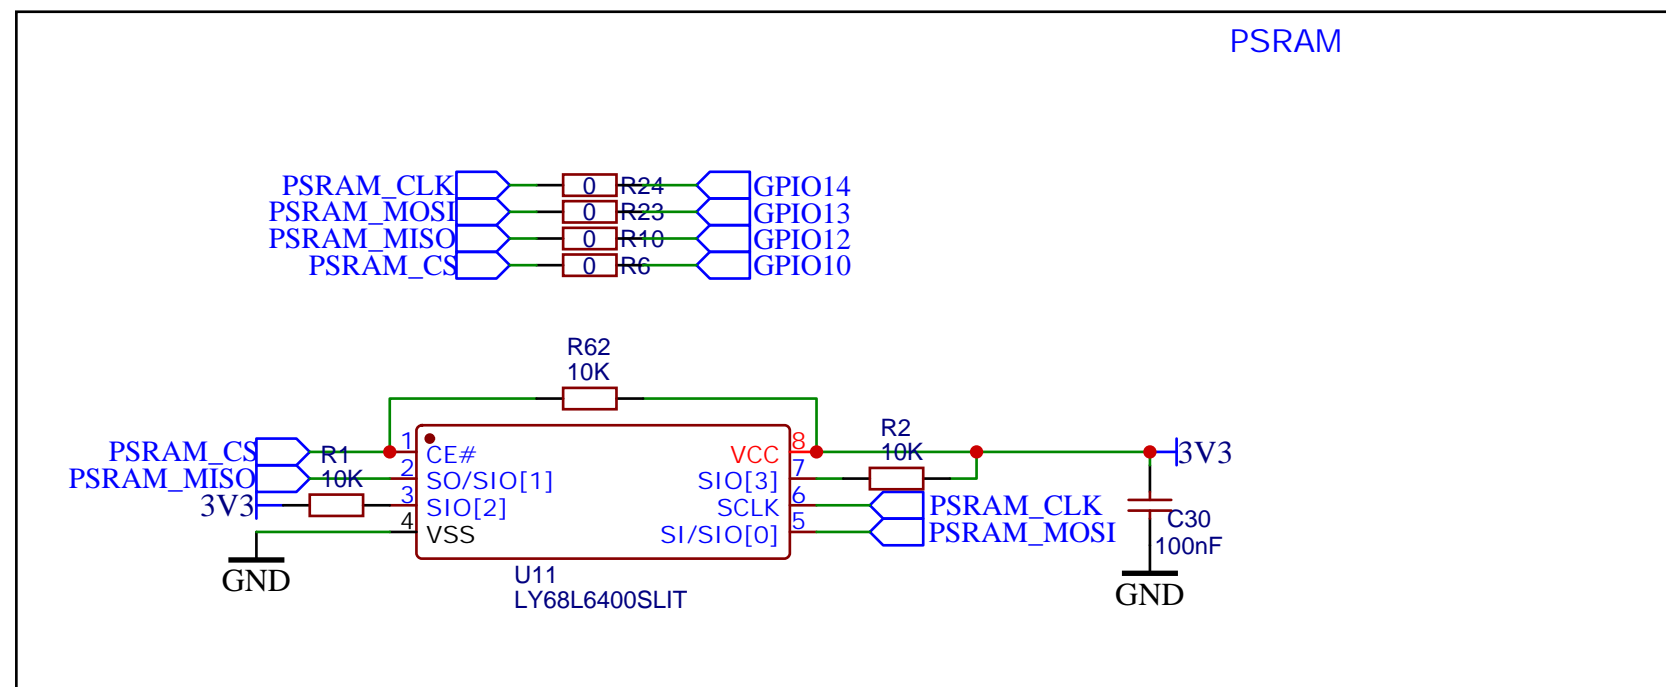 PSRAM
PSRAM_CLK 0 R24 GPIO14
PSRAM_MOSI 0 R23 GPIO13
PSRAM_MISO 0 R10 GPIO12
PSRAM_CS 0 R6 GPIO10
R62
10K
PSRAM_CS 1 CE# VCC 8 3V3
PSRAM_MISO 2 SO/SIO[1] SIO[3] 7
R1
10K
R2
10K
3V3 3 SIO[2] SCLK 6 PSRAM_CLK
4 VSS SI/SIO[0] 5 PSRAM_MOSI
C30
100nF
GND
U11
LY68L6400SLIT
GND